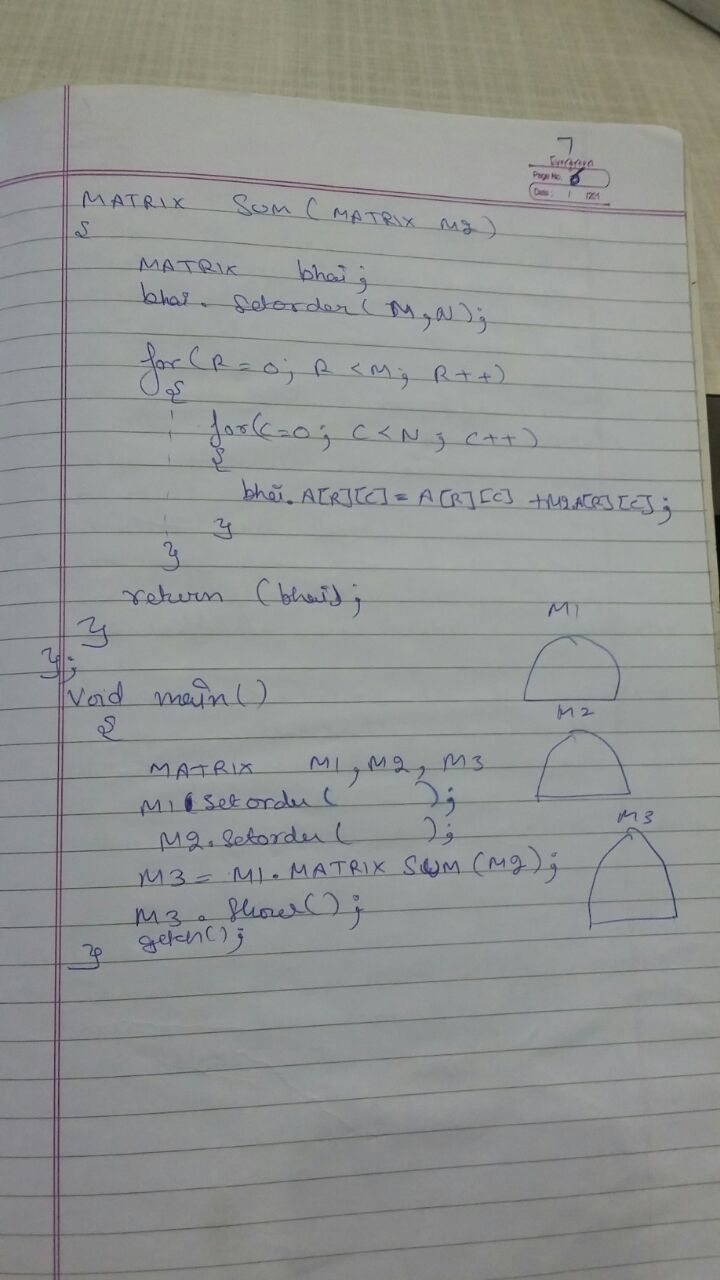 7
Evergreen
Page No. 6
Date: / /201
MATRIX SUM (MATRIX M2)
{
MATRIX bhai;
bhai. Setorder( M,N);
for(R=0; R<M; R++)
{
for(C=0; C<N; C++)
{
bhai.A[R][C]= A[R][C] +M2.A[R][C];
}
}
return (bhai);
}
};
M1
Void main()
{
M2
MATRIX M1, M2, M3
M1.Setorder( );
M2.Setorder( );
M3
M3= M1.MATRIX SUM (M2);
M3.Show();
getch();
}